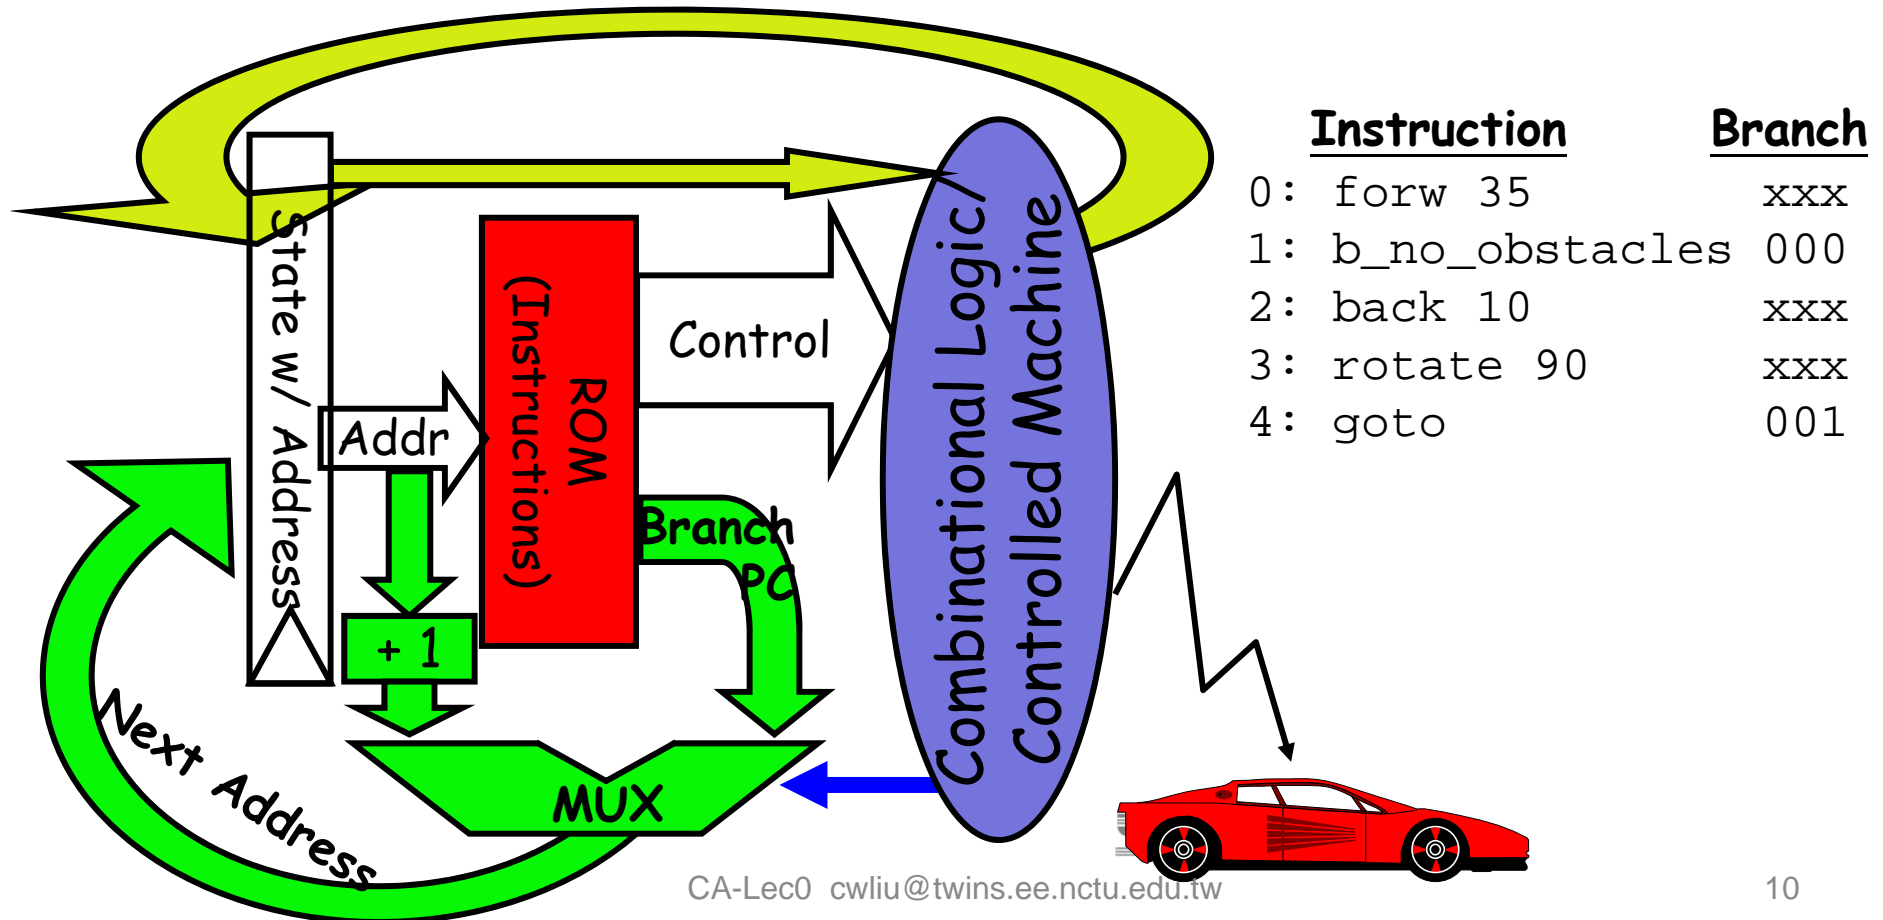 State w/ Address
Addr
+ 1
ROM
(Instructions)
Control
Branch
PC
MUX
Next Address
Combinational Logic/
Controlled Machine
Instruction Branch
0: forw 35 xxx
1: b_no_obstacles 000
2: back 10 xxx
3: rotate 90 xxx
4: goto 001
CA-Lec0 cwliu@twins.ee.nctu.edu.tw
10